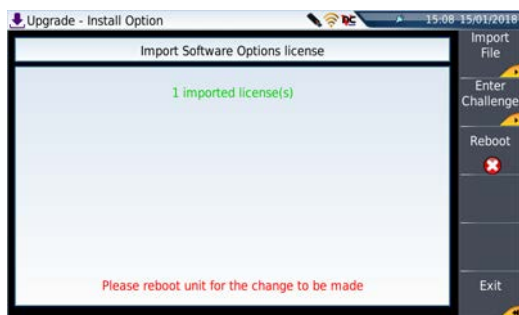 Upgrade - Install Option
15:08 15/01/2018
Import Software Options license
1 imported license(s)
Please reboot unit for the change to be made
Import
File
Enter
Challenge
Reboot
Exit